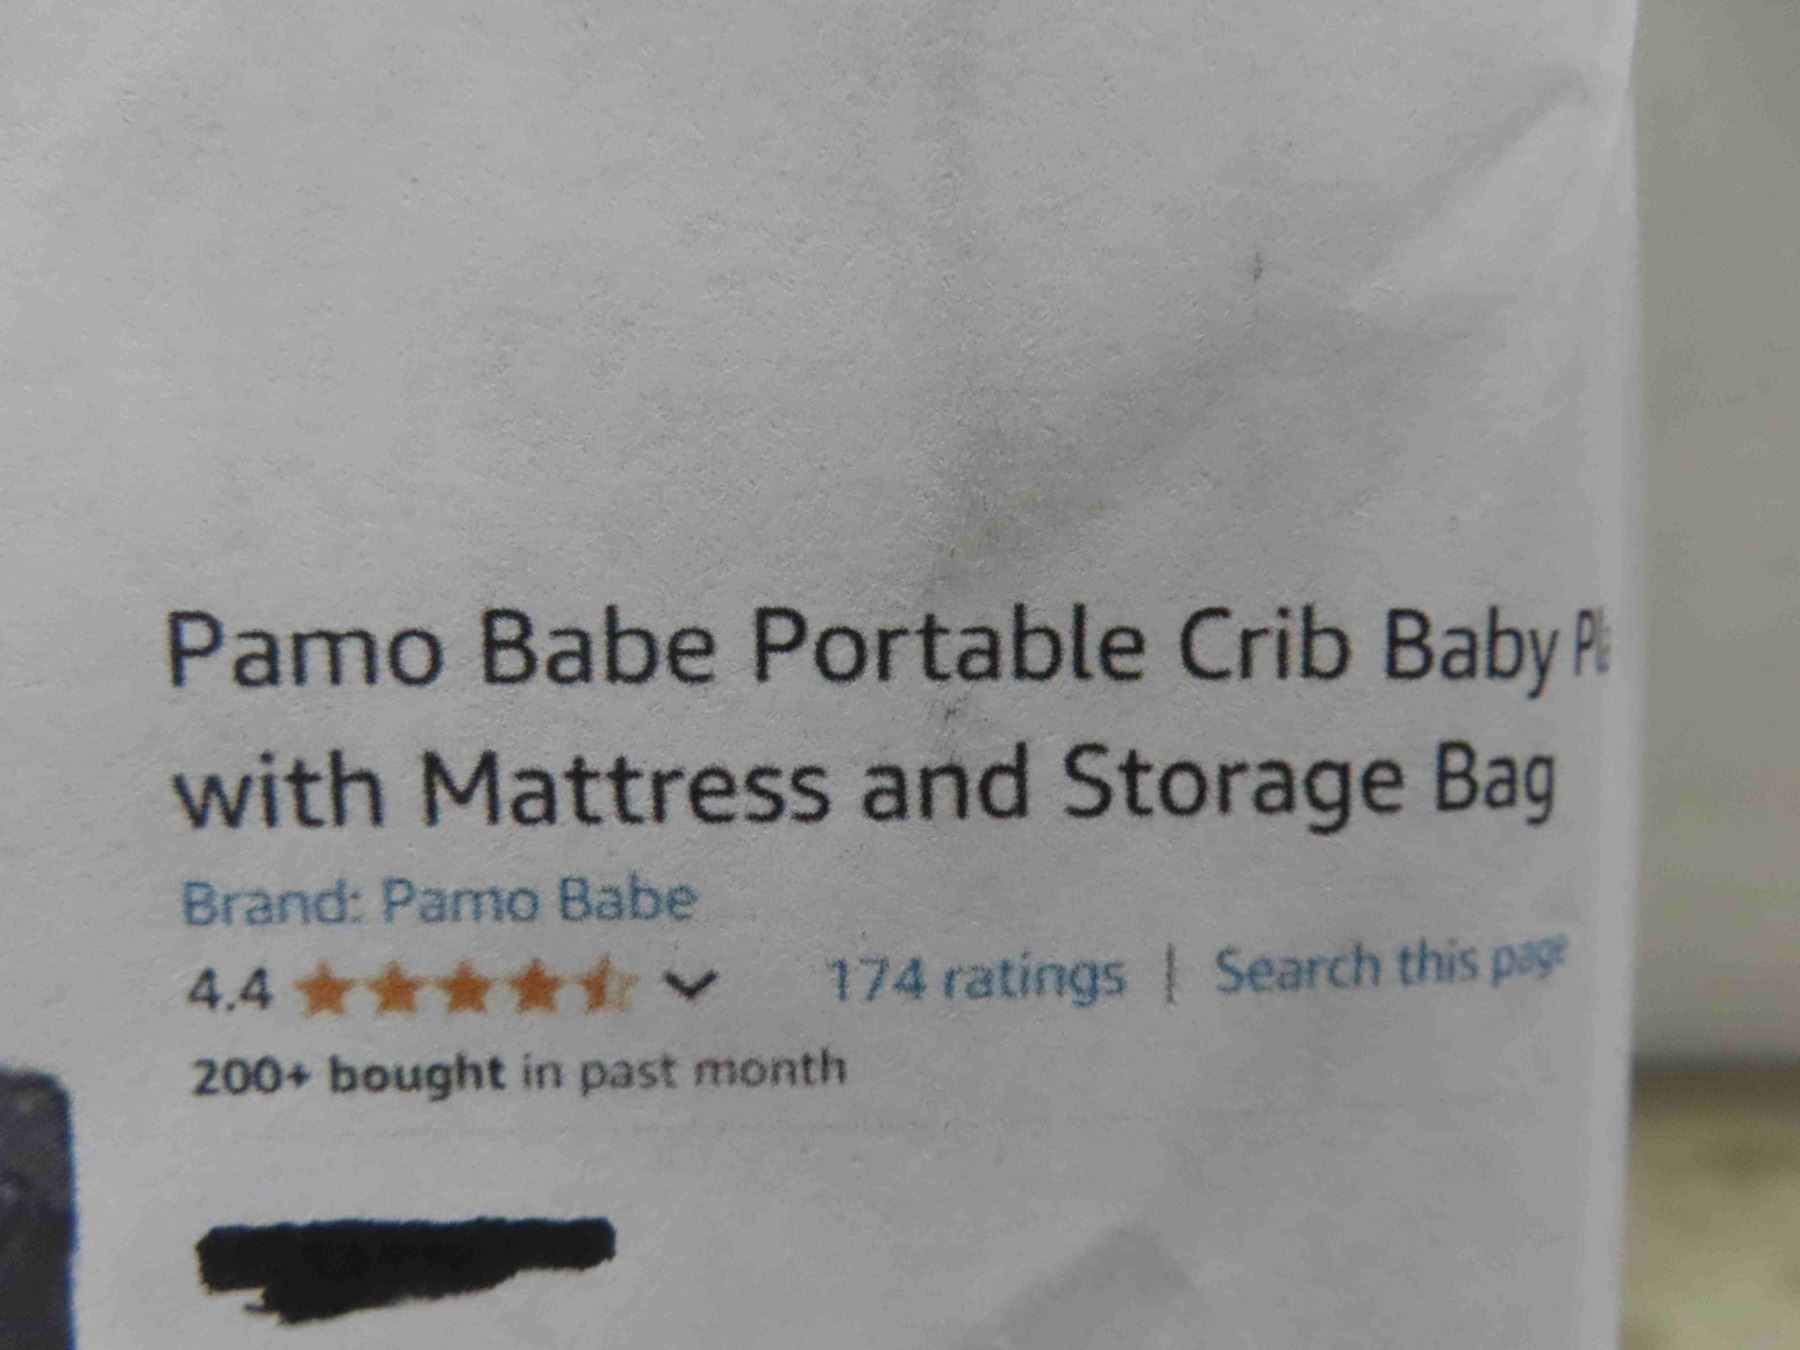 Pamo Babe Portable Crib Baby
with Mattress and Storage Bag
Brand: Pamo Babe
4.4 174 ratings | Search this page
200+ bought in past month